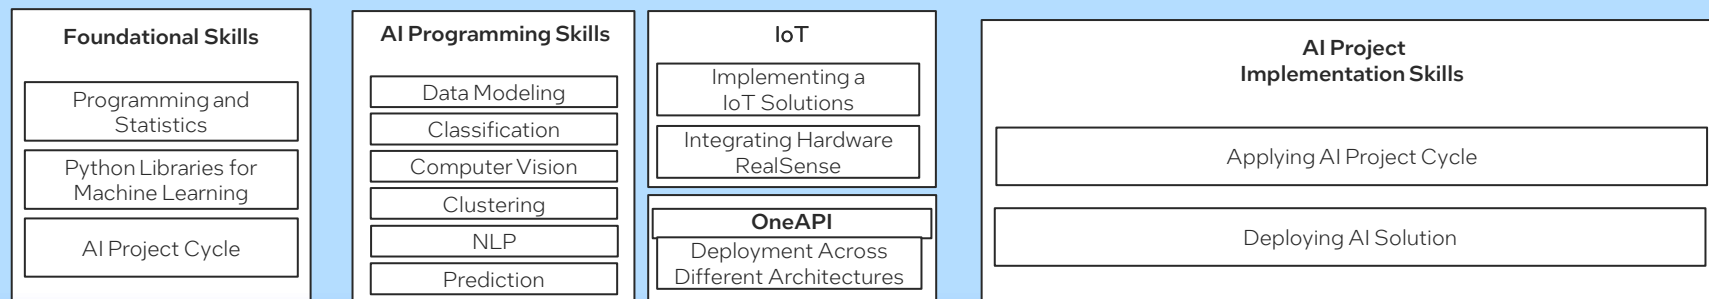 Foundational Skills
Programming and
Statistics
Python Libraries for
Machine Learning
AI Project Cycle
AI Programming Skills
Data Modeling
Classification
Computer Vision
Clustering
NLP
Prediction
IoT
Implementing a
IoT Solutions
Integrating Hardware
RealSense
OneAPI
Deployment Across
Different Architectures
AI Project
Implementation Skills
Applying AI Project Cycle
Deploying AI Solution